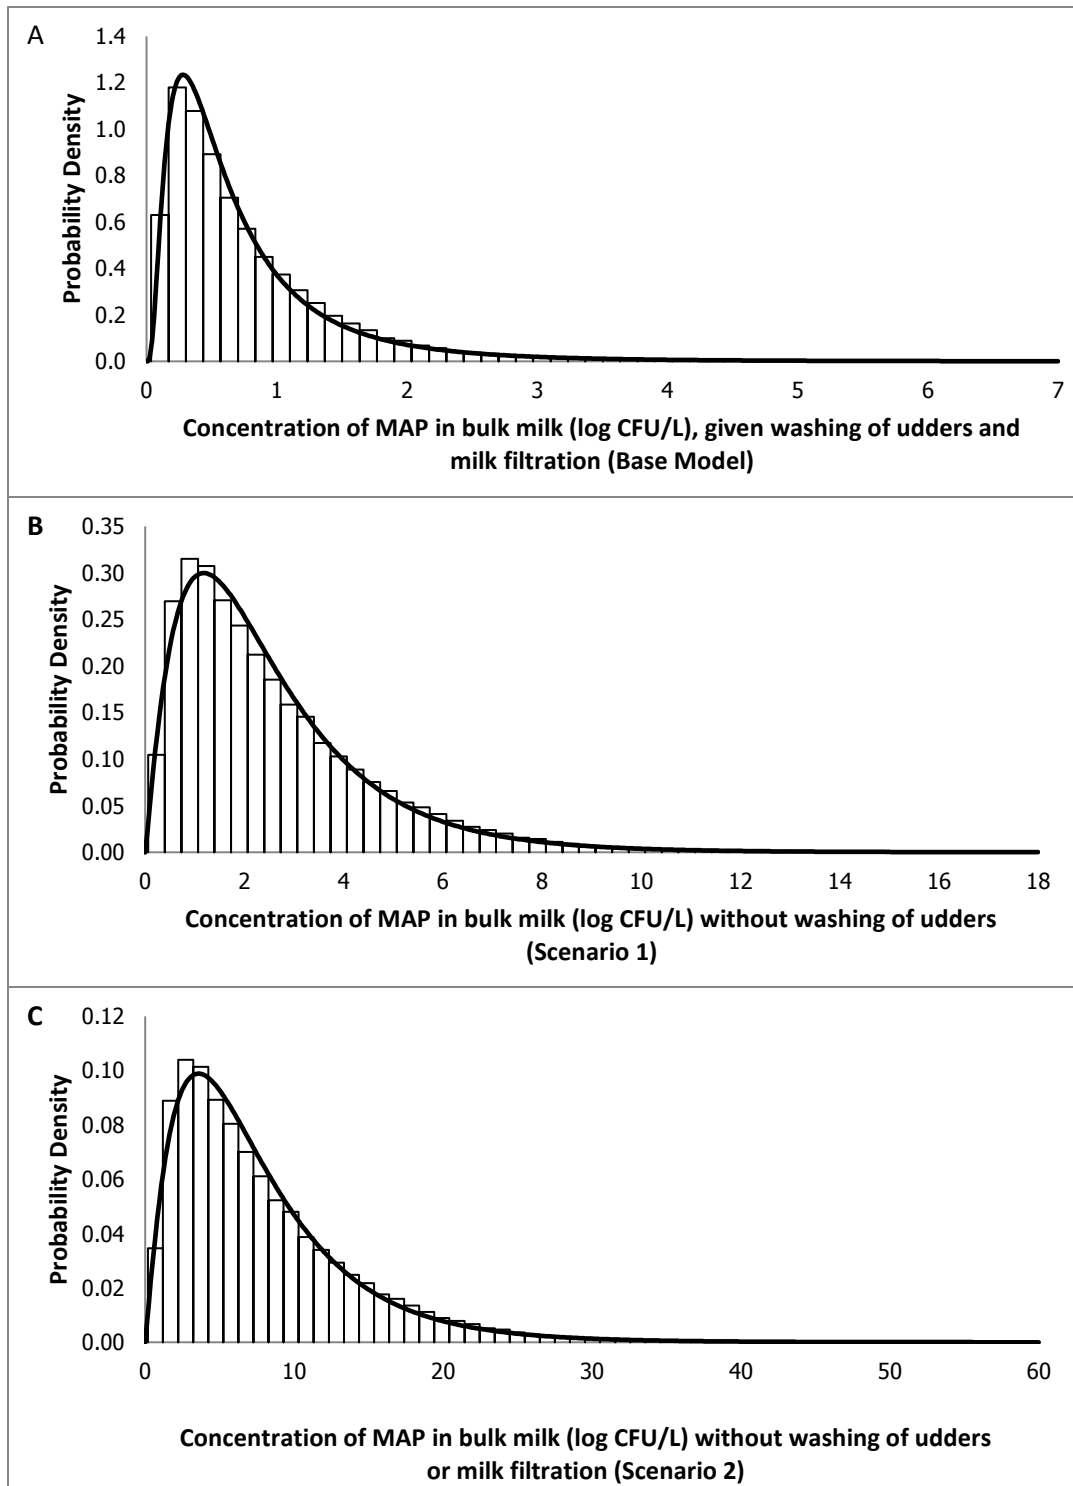 A
1.4
1.2
1.0
0.8
0.6
0.4
0.2
0.0
Probability Density
0 1 2 3 4 5 6 7
Concentration of MAP in bulk milk (log CFU/L), given washing of udders and
milk filtration (Base Model)
B
0.35
0.30
0.25
0.20
0.15
0.10
0.05
0.00
Probability Density
0 2 4 6 8 10 12 14 16 18
Concentration of MAP in bulk milk (log CFU/L) without washing of udders
(Scenario 1)
C
0.12
0.10
0.08
0.06
0.04
0.02
0.00
Probability Density
0 10 20 30 40 50 60
Concentration of MAP in bulk milk (log CFU/L) without washing of udders
or milk filtration (Scenario 2)